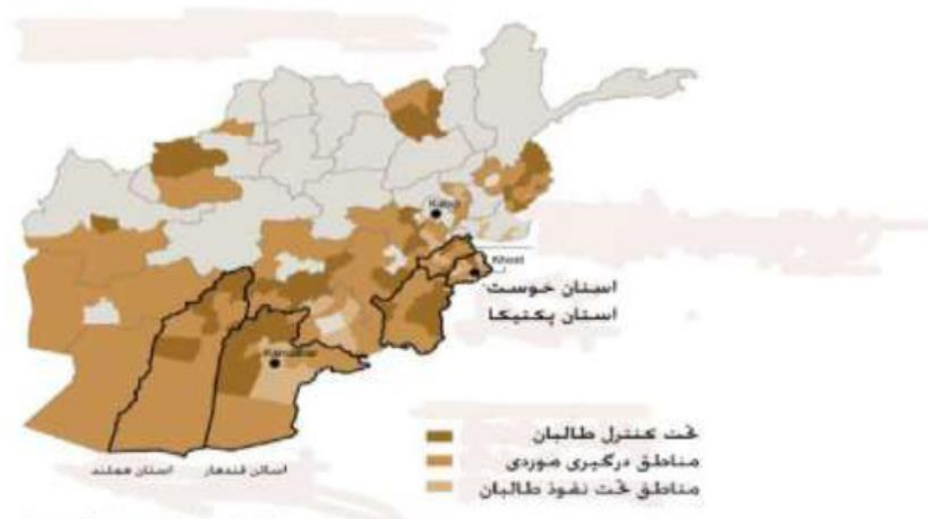 Kabul
Khost
استان خوست
استان پکتیکا
Kandahar
استان هلمند
استان قندهار
تحت کنترل طالبان
مناطق درگیری موردی
مناطق تحت نفوذ طالبان